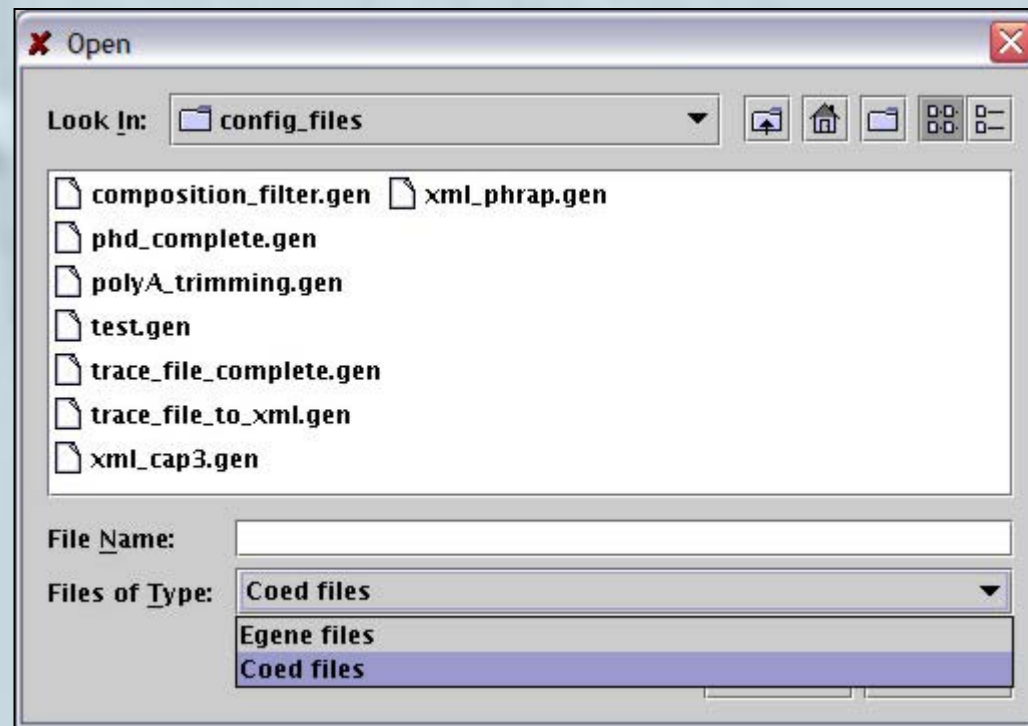 Open
Look In: config_files
composition_filter.gen xml_phrap.gen
phd_complete.gen
polyA_trimming.gen
test.gen
trace_file_complete.gen
trace_file_to_xml.gen
xml_cap3.gen
File Name:
Files of Type: Coed files
Egene files
Coed files